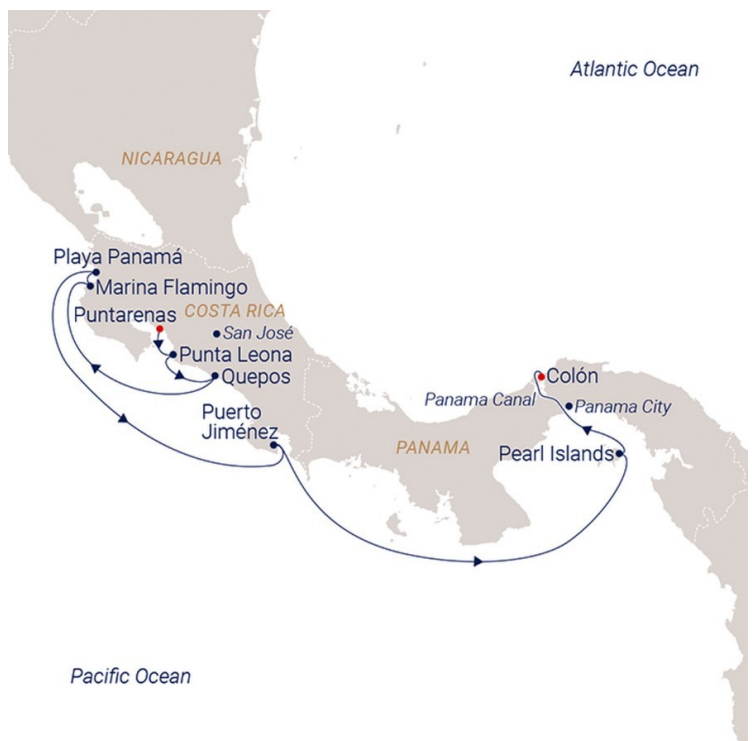 Atlantic Ocean
NICARAGUA
Playa Panamá
Marina Flamingo
Puntarenas
COSTA RICA
San José
Punta Leona
Quepos
Puerto
Jiménez
Colón
Panama Canal
Panama City
PANAMA
Pearl Islands
Pacific Ocean